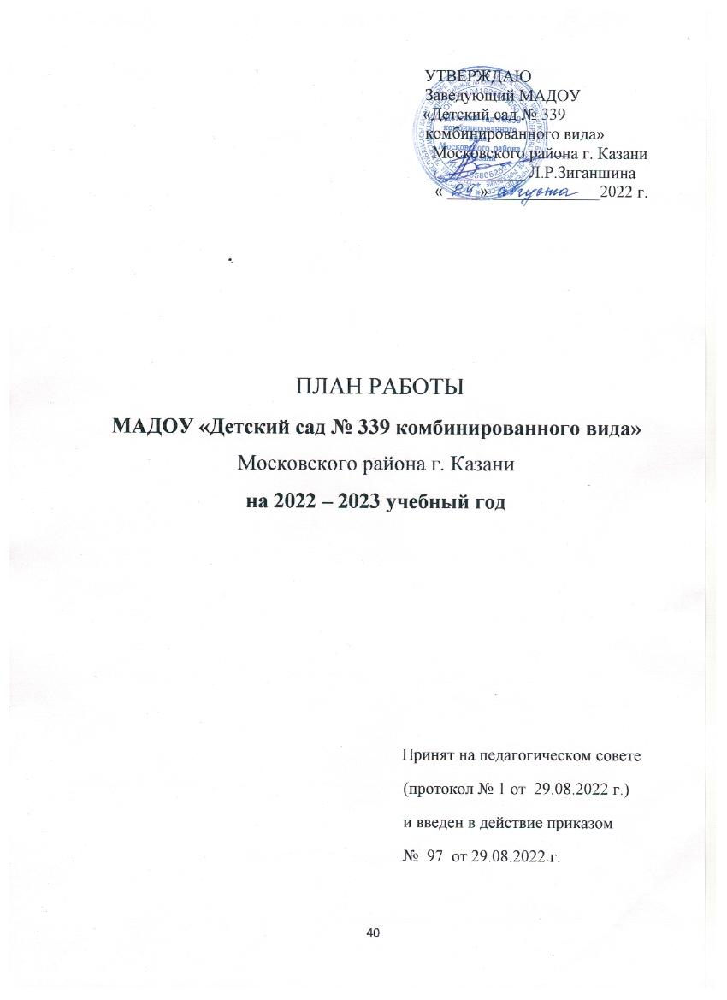 УТВЕРЖДАЮ
Заведующий МАДОУ
«Детский сад № 339
комбинированного вида»
Московского района г. Казани
Л.Р.Зиганшина
« 29 » августа 2022 г.
ПЛАН РАБОТЫ
МАДОУ «Детский сад № 339 комбинированного вида»
Московского района г. Казани
на 2022 – 2023 учебный год
Принят на педагогическом совете
(протокол № 1 от 29.08.2022 г.)
и введен в действие приказом
№ 97 от 29.08.2022 г.
40